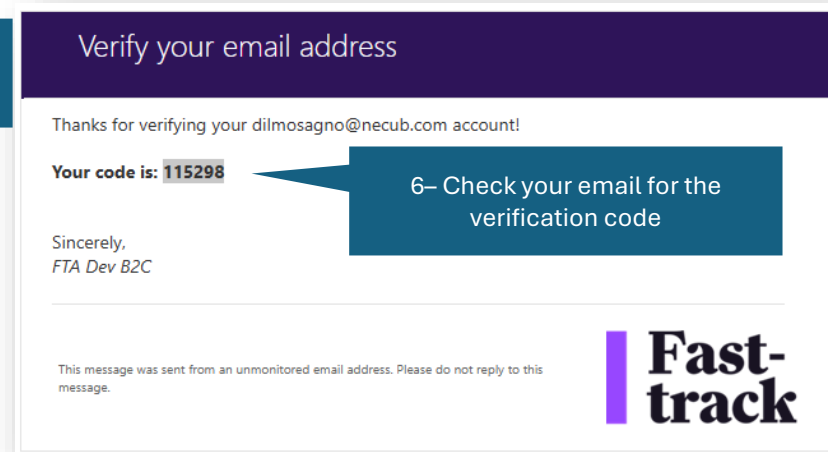 Verify your email address
Thanks for verifying your dilmosagno@necub.com account!
Your code is: 115298
6– Check your email for the
verification code
Sincerely,
FTA Dev B2C
This message was sent from an unmonitored email address. Please do not reply to this
message.
Fast-
track